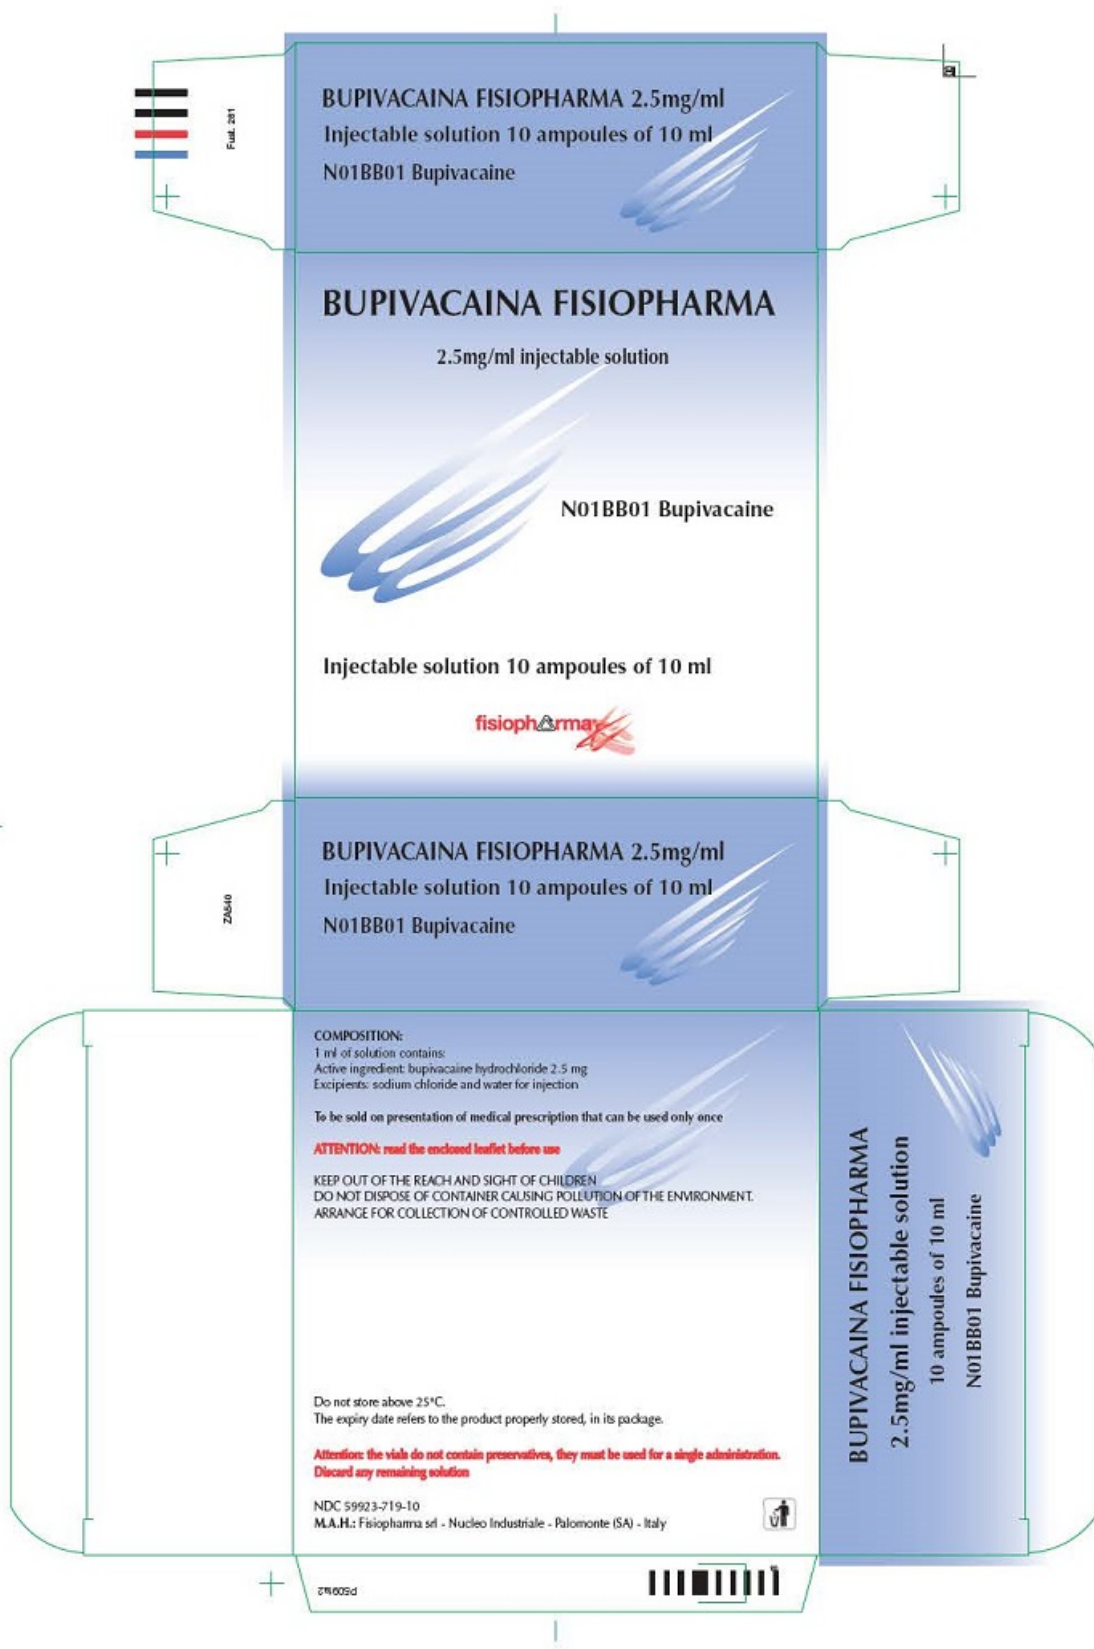 BUPIVACAINA FISIOPHARMA 2.5mg/ml
Injectable solution 10 ampoules of 10 ml
N01BB01 Bupivacaine
Fust. 281
BUPIVACAINA FISIOPHARMA
2.5mg/ml injectable solution
N01BB01 Bupivacaine
Injectable solution 10 ampoules of 10 ml
fisiopharma
BUPIVACAINA FISIOPHARMA 2.5mg/ml
Injectable solution 10 ampoules of 10 ml
N01BB01 Bupivacaine
ZA540
COMPOSITION:
1 ml of solution contains:
Active ingredient: bupivacaine hydrochloride 2.5 mg
Excipients: sodium chloride and water for injection
To be sold on presentation of medical prescription that can be used only once
ATTENTION: read the enclosed leaflet before use
KEEP OUT OF THE REACH AND SIGHT OF CHILDREN
DO NOT DISPOSE OF CONTAINER CAUSING POLLUTION OF THE ENVIRONMENT.
ARRANGE FOR COLLECTION OF CONTROLLED WASTE
Do not store above 25°C.
The expiry date refers to the product properly stored, in its package.
Attention: the vials do not contain preservatives, they must be used for a single administration.
Discard any remaining solution
NDC 59923-719-10
M.A.H.: Fisiopharma srl - Nucleo Industriale - Palomonte (SA) - Italy
BUPIVACAINA FISIOPHARMA
2.5mg/ml injectable solution
10 ampoules of 10 ml
N01BB01 Bupivacaine